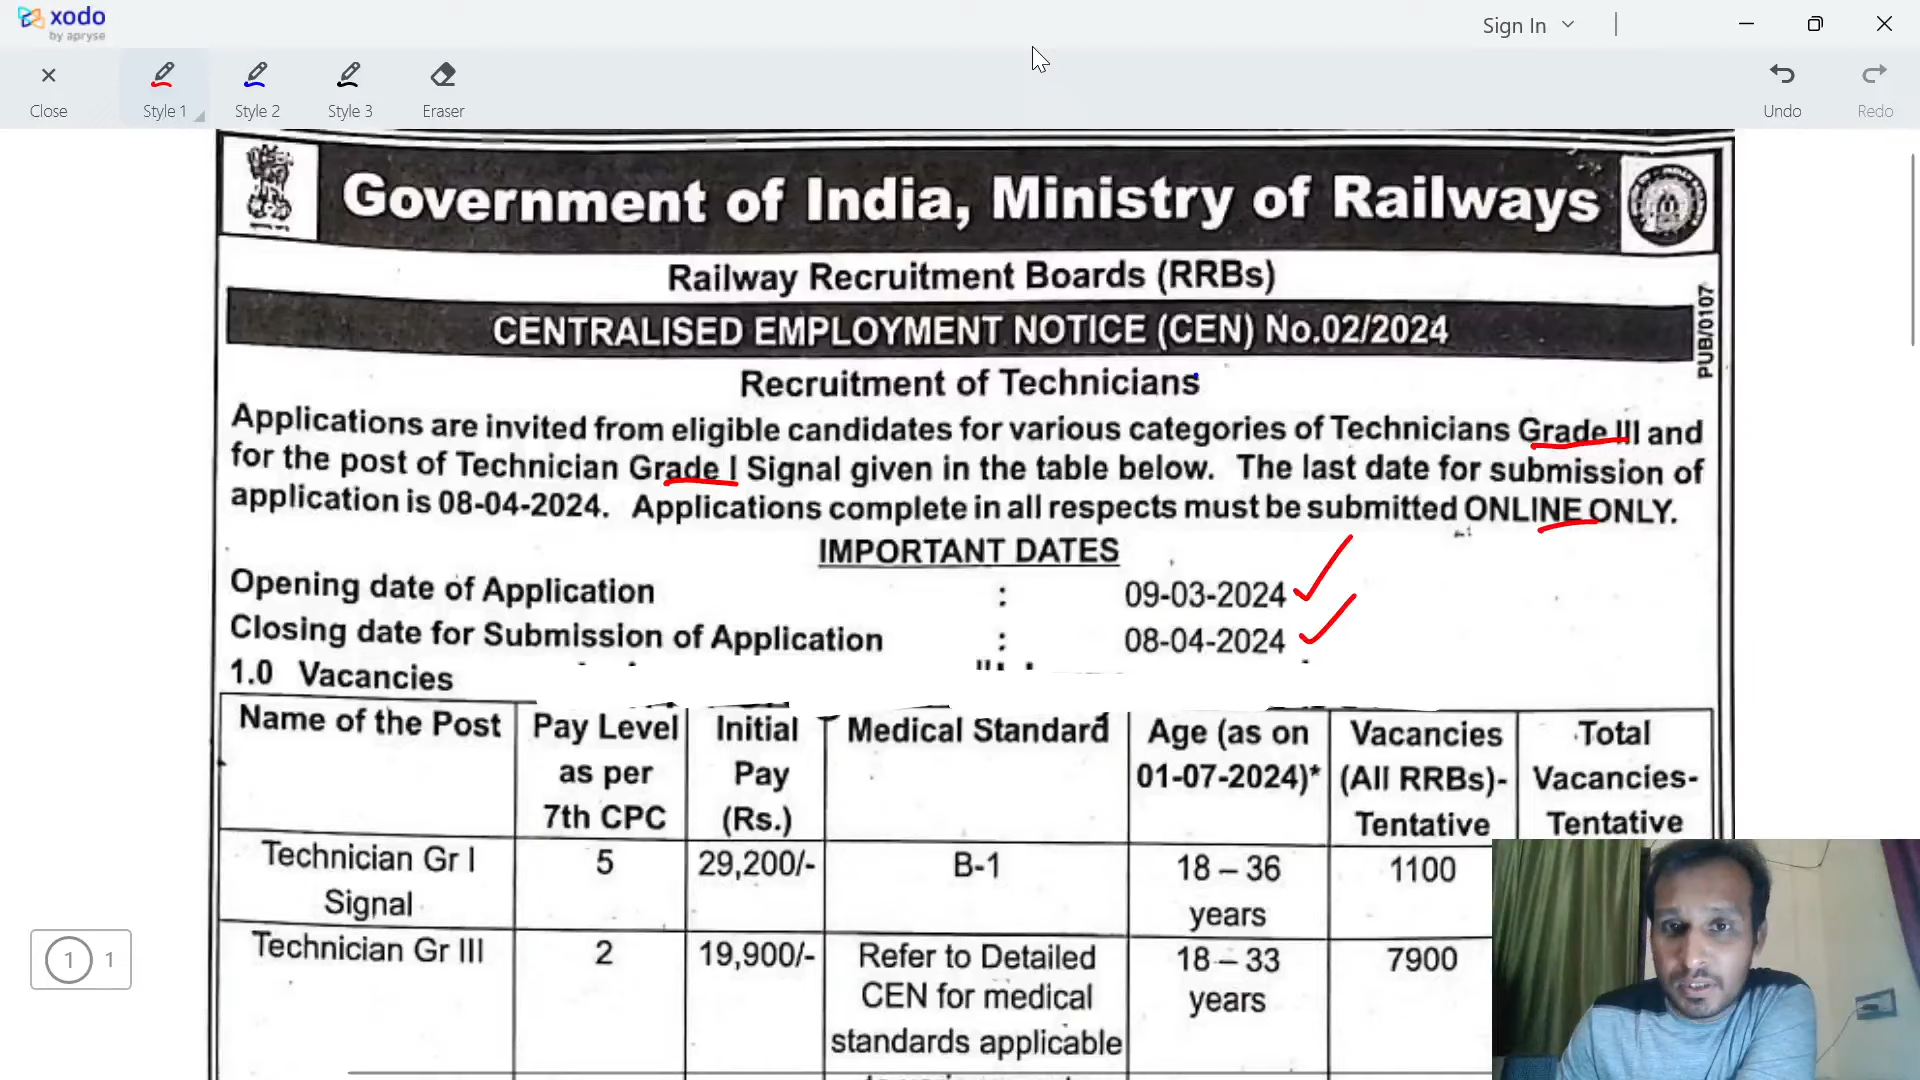 xodo
by apryse
Sign In
Close
Style 1
Style 2
Style 3
Eraser
Undo
Redo
Government of India, Ministry of Railways
Railway Recruitment Boards (RRBs)
CENTRALISED EMPLOYMENT NOTICE (CEN) No.02/2024
PUB/0107
Recruitment of Technicians
Applications are invited from eligible candidates for various categories of Technicians Grade III and
for the post of Technician Grade I Signal given in the table below. The last date for submission of
application is 08-04-2024. Applications complete in all respects must be submitted ONLINE ONLY.
IMPORTANT DATES
Opening date of Application : 09-03-2024
Closing date for Submission of Application : 08-04-2024
1.0 Vacancies
Name of the Post
Pay Level
as per
7th CPC
Initial
Pay
(Rs.)
Medical Standard
Age (as on
01-07-2024)*
Vacancies
(All RRBs)-
Tentative
Total
Vacancies-
Tentative
Technician Gr I
Signal
5
29,200/-
B-1
18 – 36
years
1100
Technician Gr III
2
19,900/-
Refer to Detailed
CEN for medical
standards applicable
18 – 33
years
7900
1 1